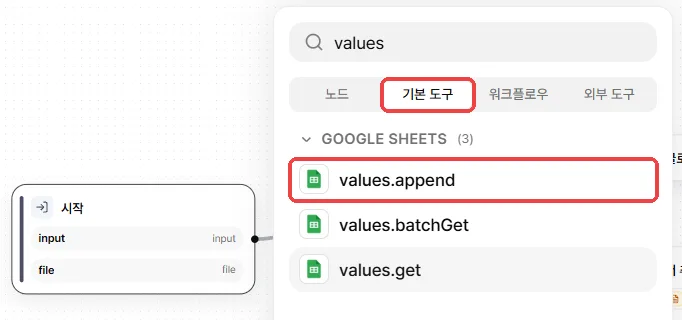 values
노드 기본 도구 워크플로우 외부 도구
GOOGLE SHEETS (3)
values.append
values.batchGet
values.get
시작
input input
file file